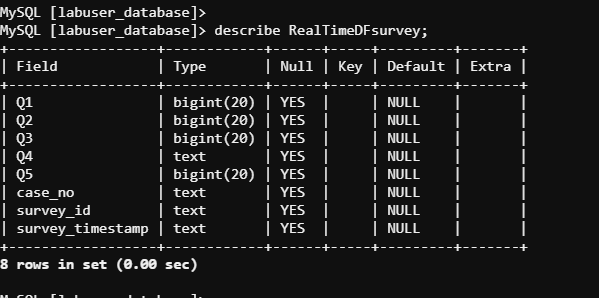 MySQL [labuser_database]>
MySQL [labuser_database]> describe RealTimeDFsurvey;
+------------------+------------+------+-----+---------+-------+
| Field            | Type       | Null | Key | Default | Extra |
+------------------+------------+------+-----+---------+-------+
| Q1               | bigint(20) | YES  |     | NULL    |       |
| Q2               | bigint(20) | YES  |     | NULL    |       |
| Q3               | bigint(20) | YES  |     | NULL    |       |
| Q4               | text       | YES  |     | NULL    |       |
| Q5               | bigint(20) | YES  |     | NULL    |       |
| case_no          | text       | YES  |     | NULL    |       |
| survey_id        | text       | YES  |     | NULL    |       |
| survey_timestamp | text       | YES  |     | NULL    |       |
+------------------+------------+------+-----+---------+-------+
8 rows in set (0.00 sec)
MySQL [labuser_database]>